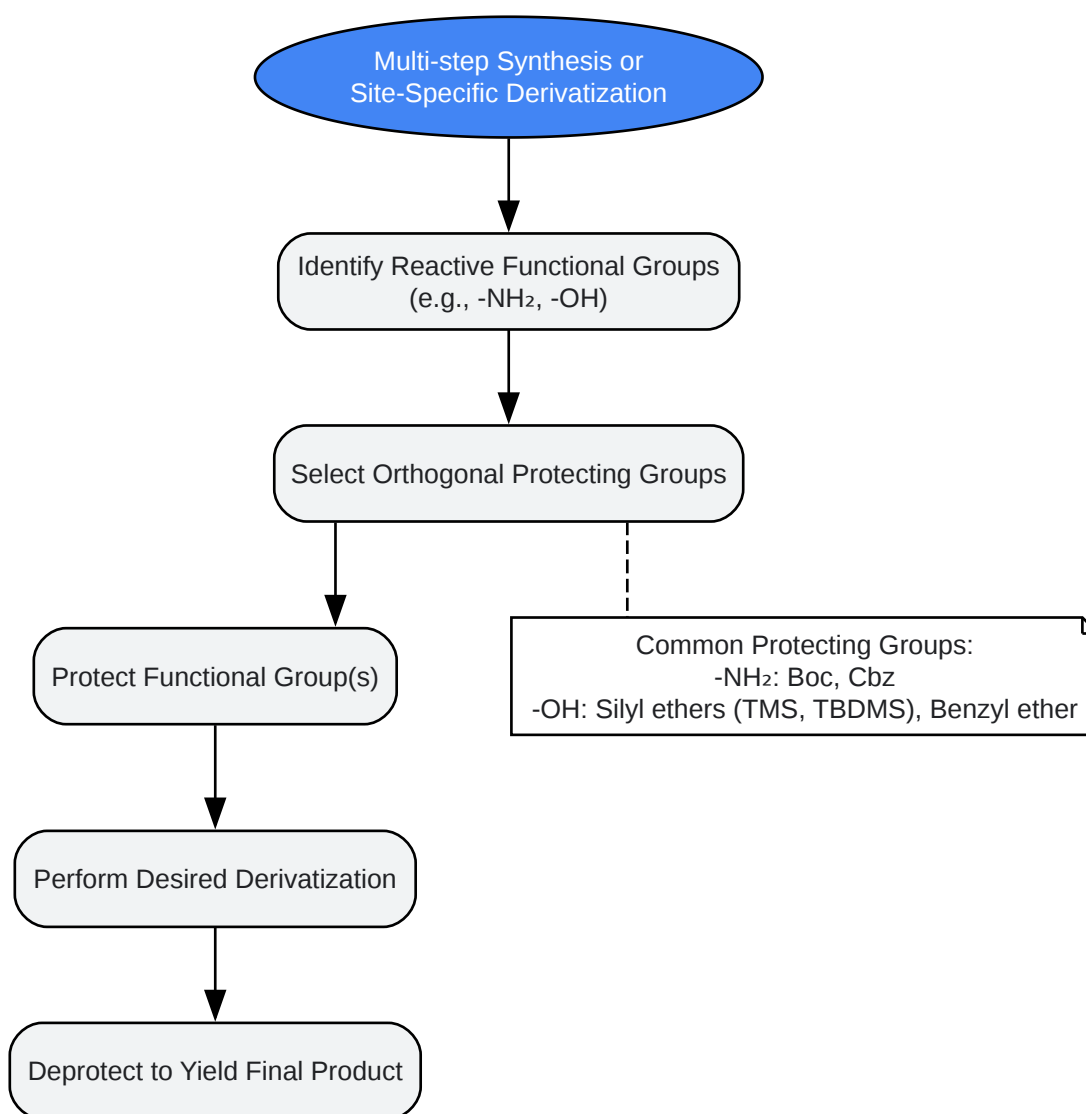 Multi-step Synthesis or
Site-Specific Derivatization
Identify Reactive Functional Groups
(e.g., -NH₂, -OH)
Select Orthogonal Protecting Groups
Protect Functional Group(s)
Common Protecting Groups:
-NH₂: Boc, Cbz
-OH: Silyl ethers (TMS, TBDMS), Benzyl ether
Perform Desired Derivatization
Deprotect to Yield Final Product